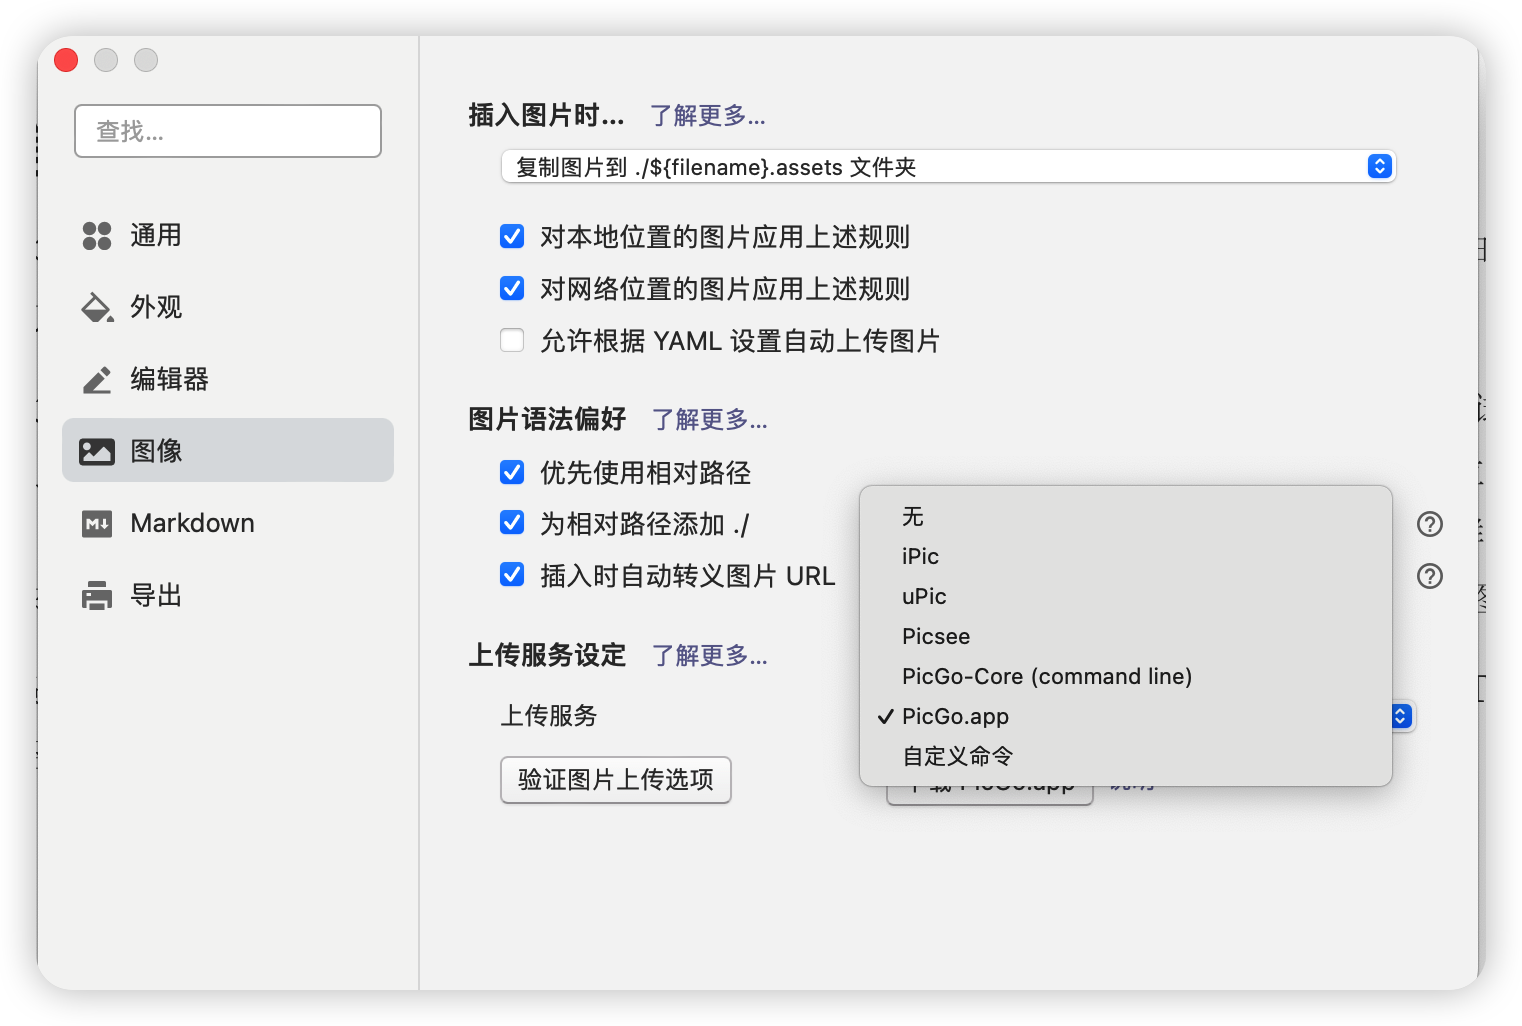 查找...
通用
外观
编辑器
图像
Markdown
导出
插入图片时... 了解更多...
复制图片到 ./${filename}.assets 文件夹
对本地位置的图片应用上述规则
对网络位置的图片应用上述规则
允许根据 YAML 设置自动上传图片
图片语法偏好 了解更多...
优先使用相对路径
为相对路径添加 ./
插入时自动转义图片 URL
上传服务设定 了解更多...
上传服务
验证图片上传选项
无
iPic
uPic
Picsee
PicGo-Core (command line)
PicGo.app
自定义命令